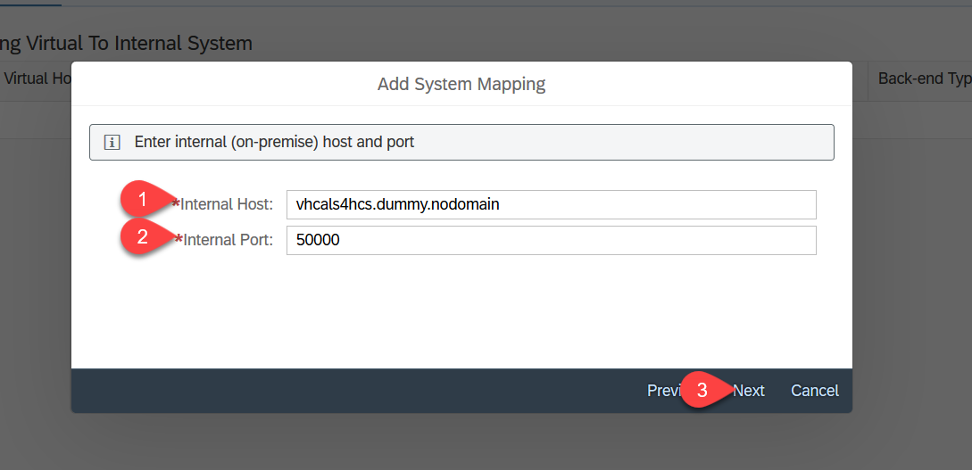 ng Virtual To Internal System
Virtual Ho
Back-end Typ
Add System Mapping
i Enter internal (on-premise) host and port
1 *Internal Host: vhcals4hcs.dummy.nodomain
2 *Internal Port: 50000
Previ 3 Next Cancel